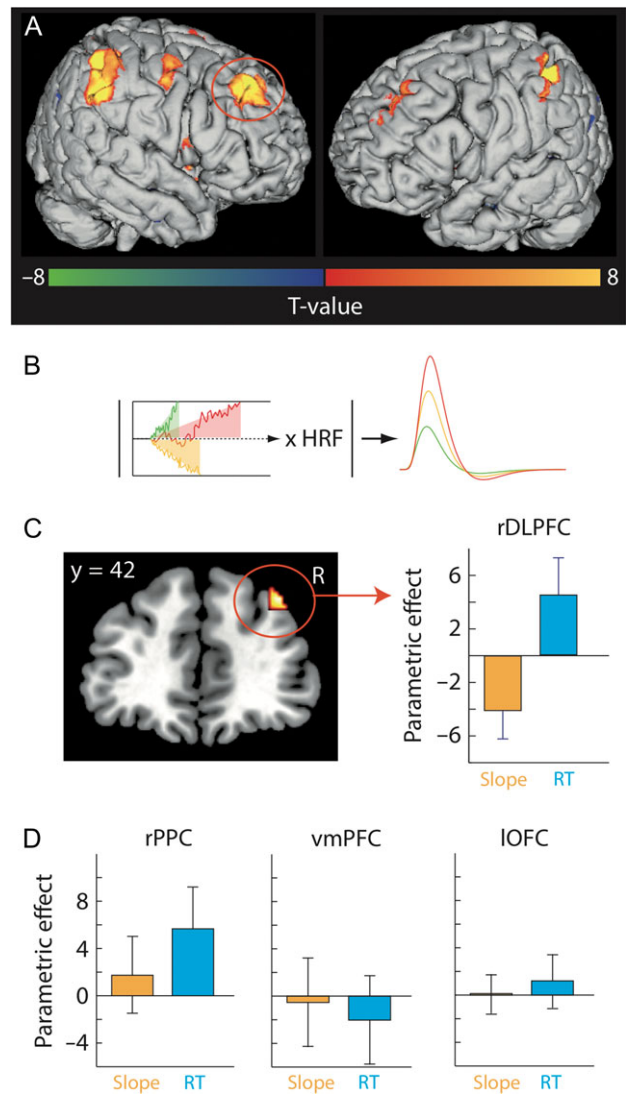 A
–8
8
T-value
B
x HRF
C
y = 42
R
rDLPFC
Parametric effect
6
2
–2
–6
Slope
RT
D
rPPC
vmPFC
lOFC
Parametric effect
8
4
0
–4
Slope
RT
Slope
RT
Slope
RT